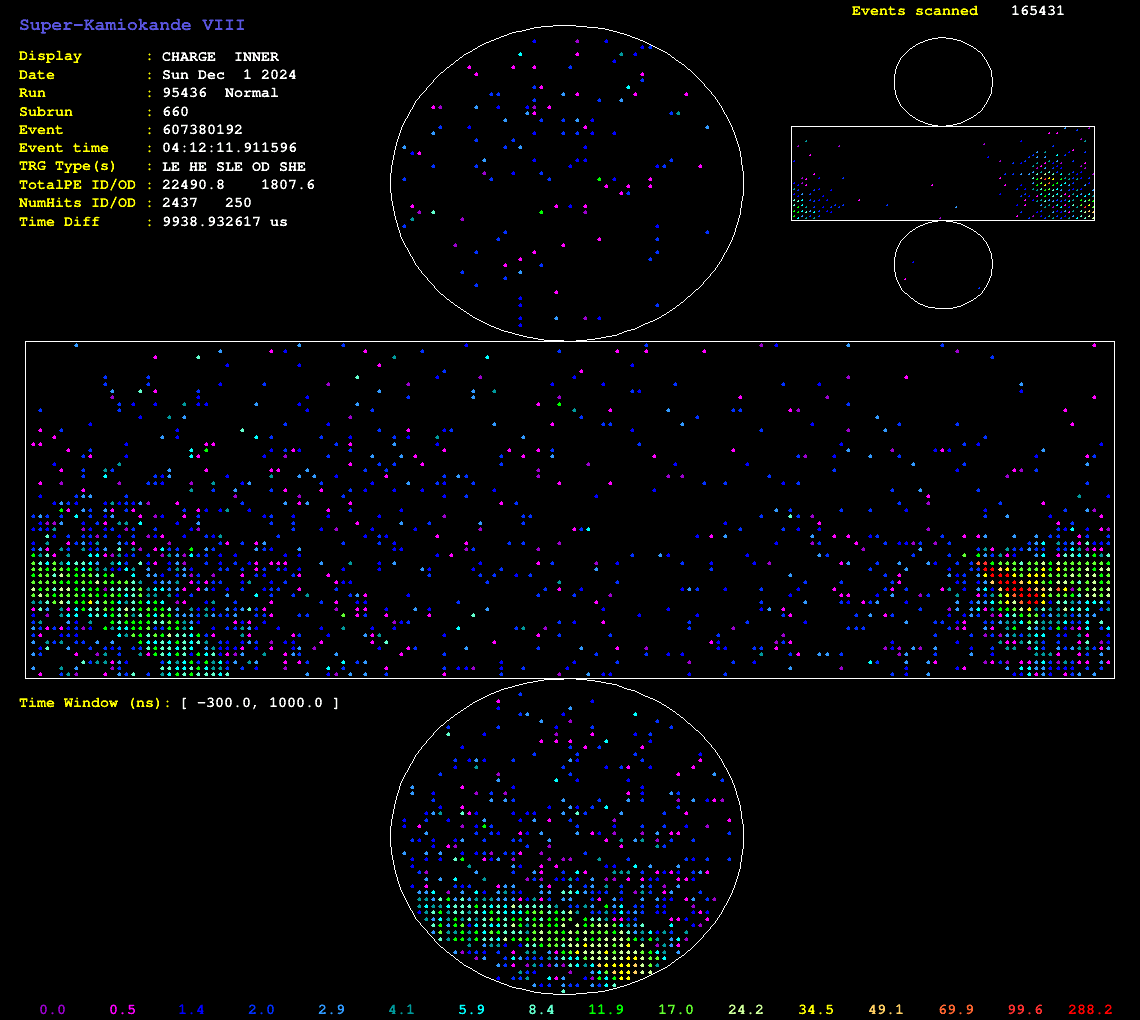 Super-Kamiokande VIII
Events scanned 165431
Display : CHARGE INNER
Date : Sun Dec 1 2024
Run : 95436 Normal
Subrun : 660
Event : 607380192
Event time : 04:12:11.911596
TRG Type(s) : LE HE SLE OD SHE
TotalPE ID/OD : 22490.8 1807.6
NumHits ID/OD : 2437 250
Time Diff : 9938.932617 us
Time Window (ns): [ -300.0, 1000.0 ]
0.0 0.5 1.4 2.0 2.9 4.1 5.9 8.4 11.9 17.0 24.2 34.5 49.1 69.9 99.6 288.2